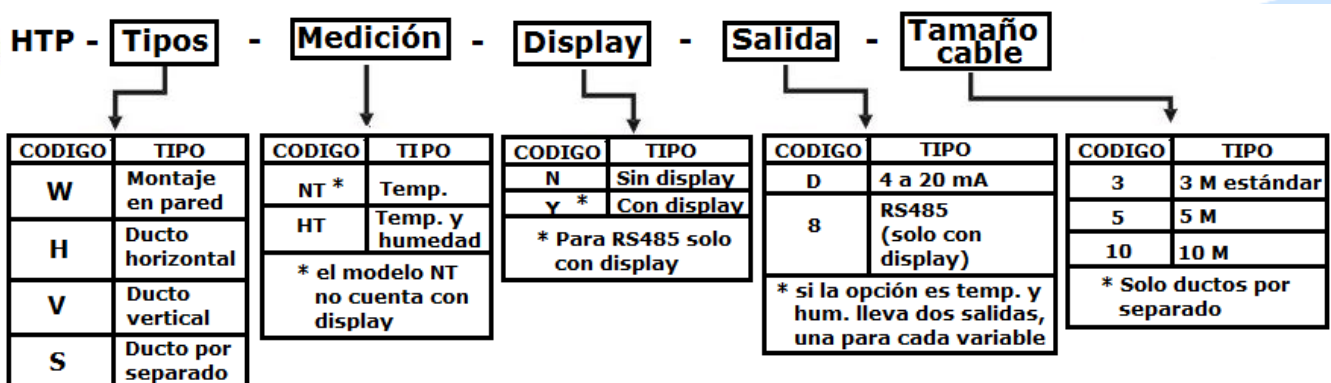 HTP - Tipos - Medición - Display - Salida - Tamaño cable
CODIGO TIPO
W Montaje
en pared
H Ducto
horizontal
V Ducto
vertical
S Ducto por
separado
CODIGO TIPO
NT * Temp.
HT Temp. y
humedad
* el modelo NT
no cuenta con
display
CODIGO TIPO
N Sin display
Y * Con display
* Para RS485 solo
con display
CODIGO TIPO
D 4 a 20 mA
8 RS485
(solo con
display)
* si la opción es temp. y
hum. lleva dos salidas,
una para cada variable
CODIGO TIPO
3 3 M estándar
5 5 M
10 10 M
* Solo ductos por
separado